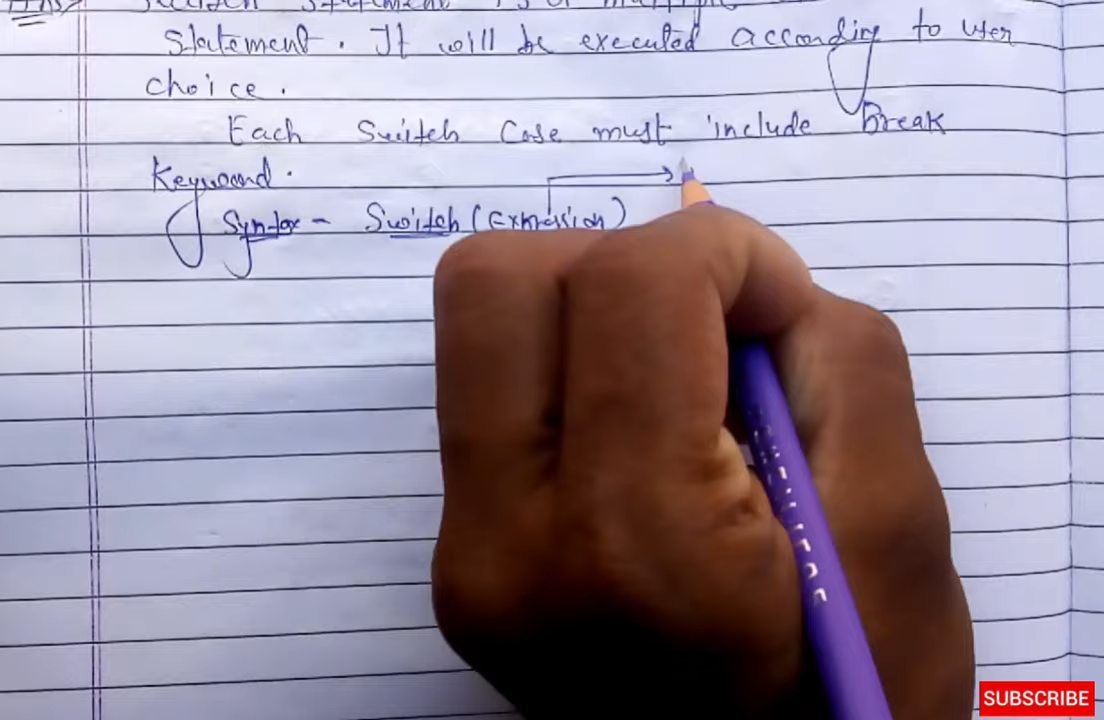 Statement. It will be executed according to User
choice.
Each Switch Case must include Break
Keyword.
Syntax - Switch (Expression)
SUBSCRIBE